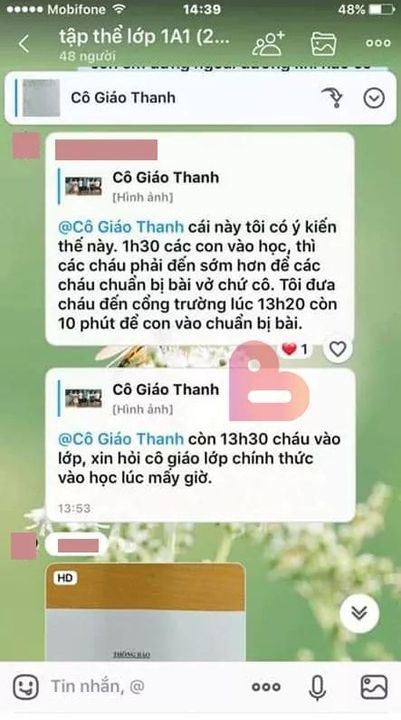 Mobifone 14:39 48%
tập thể lớp 1A1 (2...
48 người
Cô Giáo Thanh
Cô Giáo Thanh
[Hình ảnh]
@Cô Giáo Thanh cái này tôi có ý kiến
thế này. 1h30 các con vào học, thì
các cháu phải đến sớm hơn để các
cháu chuẩn bị bài vở chứ cô. Tôi đưa
cháu đến cổng trường lúc 13h20 còn
10 phút để con vào chuẩn bị bài.
1
Cô Giáo Thanh
[Hình ảnh]
@Cô Giáo Thanh còn 13h30 cháu vào
lớp, xin hỏi cô giáo lớp chính thức
vào học lúc mấy giờ.
13:53
HD
THÔNG BÁO
Tin nhắn, @